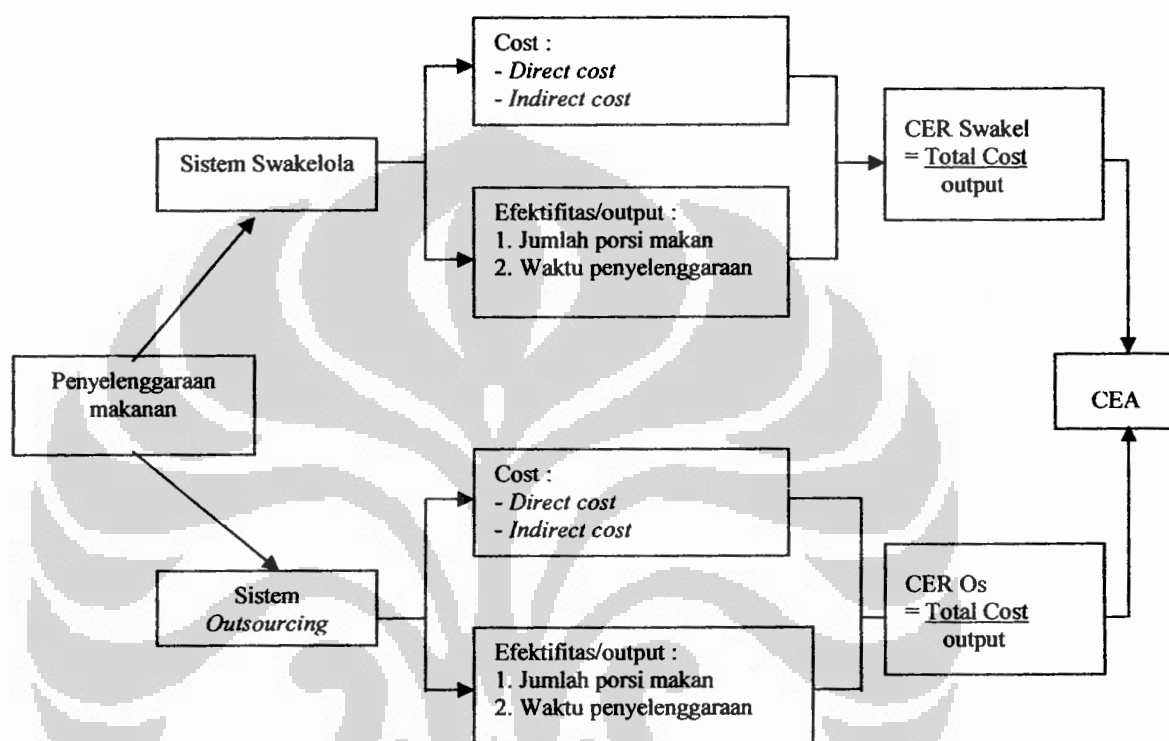 Cost :
- Direct cost
- Indirect cost
Sistem Swakelola
Efektifitas/output :
1. Jumlah porsi makan
2. Waktu penyelenggaraan
CER Swakel
= Total Cost
output
Penyelenggaraan
makanan
CEA
Cost :
- Direct cost
- Indirect cost
Sistem
Outsourcing
Efektifitas/output :
1. Jumlah porsi makan
2. Waktu penyelenggaraan
CER Os
= Total Cost
output